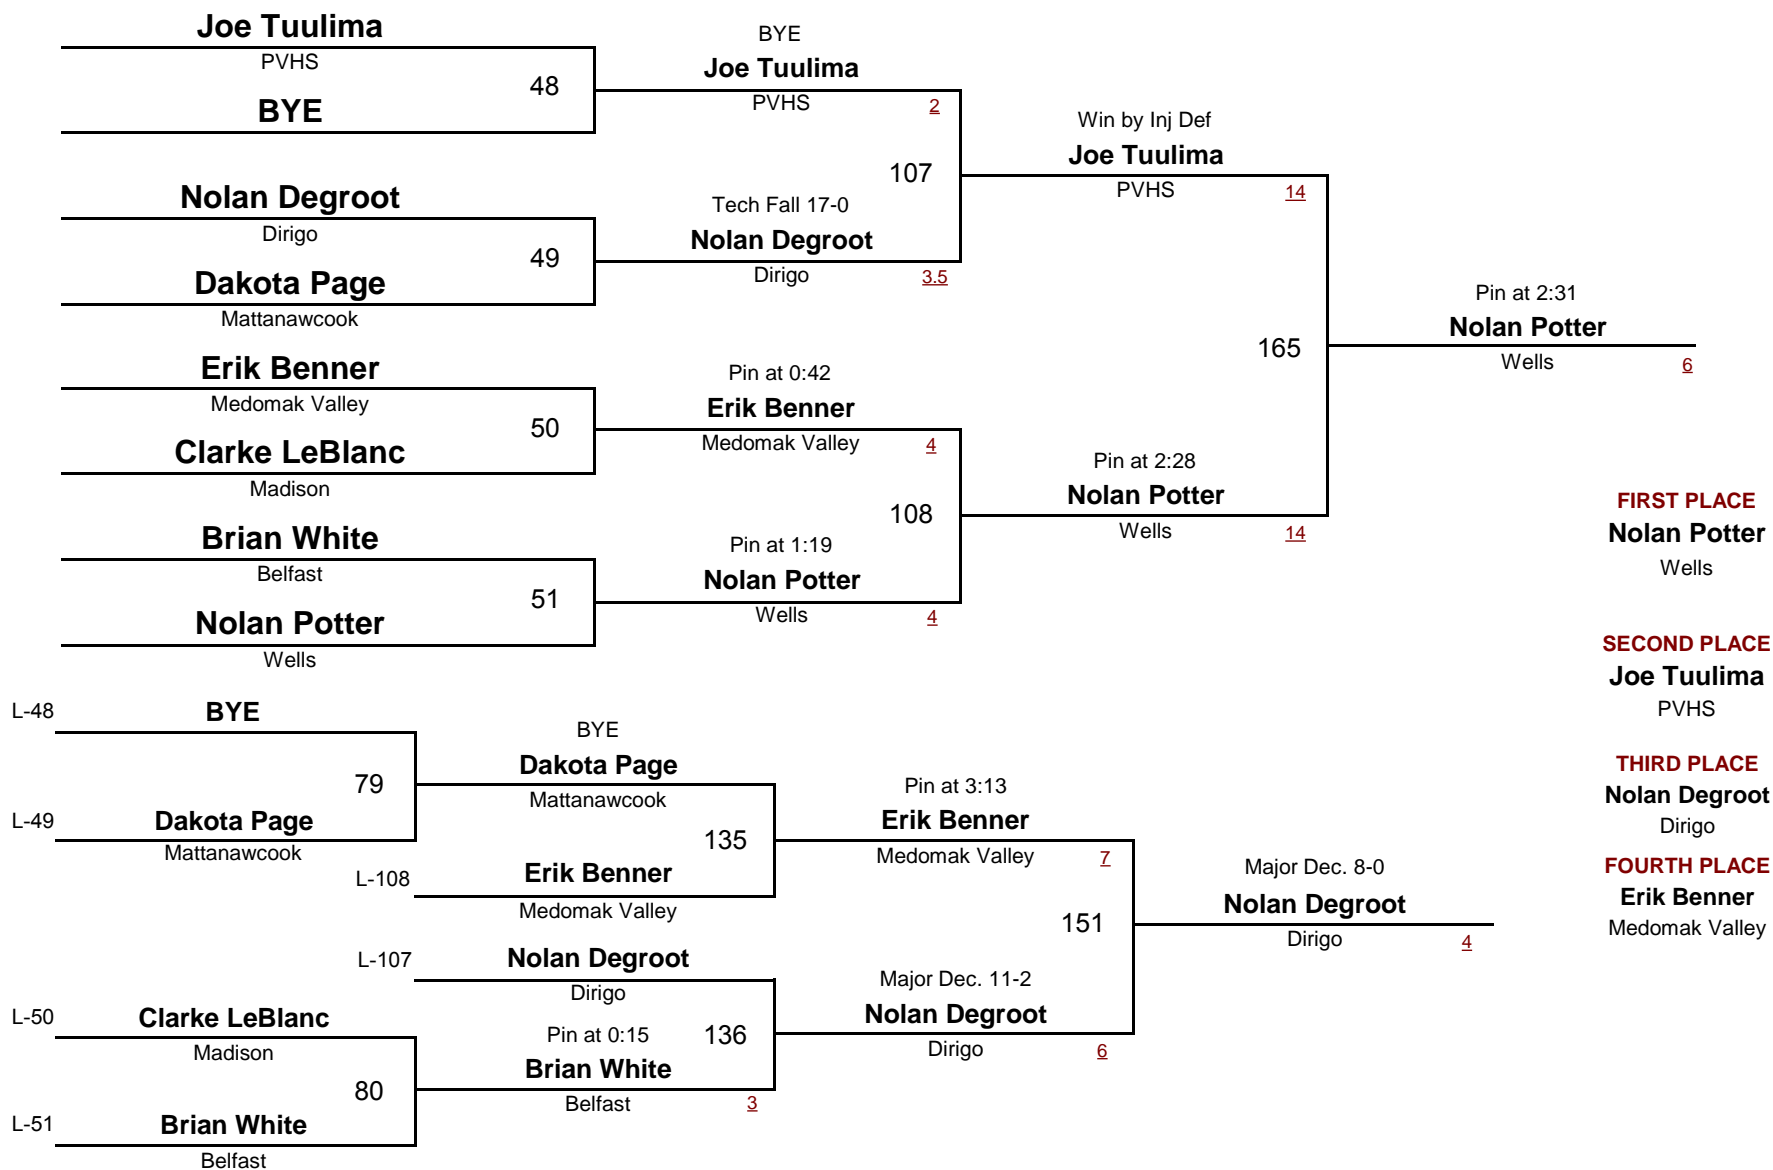 Joe Tuulima
PVHS
48
BYE
Nolan Degroot
Dirigo
49
Dakota Page
Mattanawcook
Erik Benner
Medomak Valley
50
Clarke LeBlanc
Madison
Brian White
Belfast
51
Nolan Potter
Wells
BYE
Joe Tuulima
PVHS
2
107
Tech Fall 17-0
Nolan Degroot
Dirigo
3.5
Pin at 0:42
Erik Benner
Medomak Valley
4
108
Pin at 1:19
Nolan Potter
Wells
4
Win by Inj Def
Joe Tuulima
PVHS
14
165
Pin at 2:28
Nolan Potter
Wells
14
Pin at 2:31
Nolan Potter
Wells
6
FIRST PLACE
Nolan Potter
Wells
SECOND PLACE
Joe Tuulima
PVHS
THIRD PLACE
Nolan Degroot
Dirigo
FOURTH PLACE
Erik Benner
Medomak Valley
L-48
BYE
79
L-49
Dakota Page
Mattanawcook
L-50
Clarke LeBlanc
Madison
80
L-51
Brian White
Belfast
BYE
Dakota Page
Mattanawcook
135
L-108
Erik Benner
Medomak Valley
L-107
Nolan Degroot
Dirigo
136
Pin at 0:15
Brian White
Belfast
3
Pin at 3:13
Erik Benner
Medomak Valley
7
151
Major Dec. 11-2
Nolan Degroot
Dirigo
6
Major Dec. 8-0
Nolan Degroot
Dirigo
4